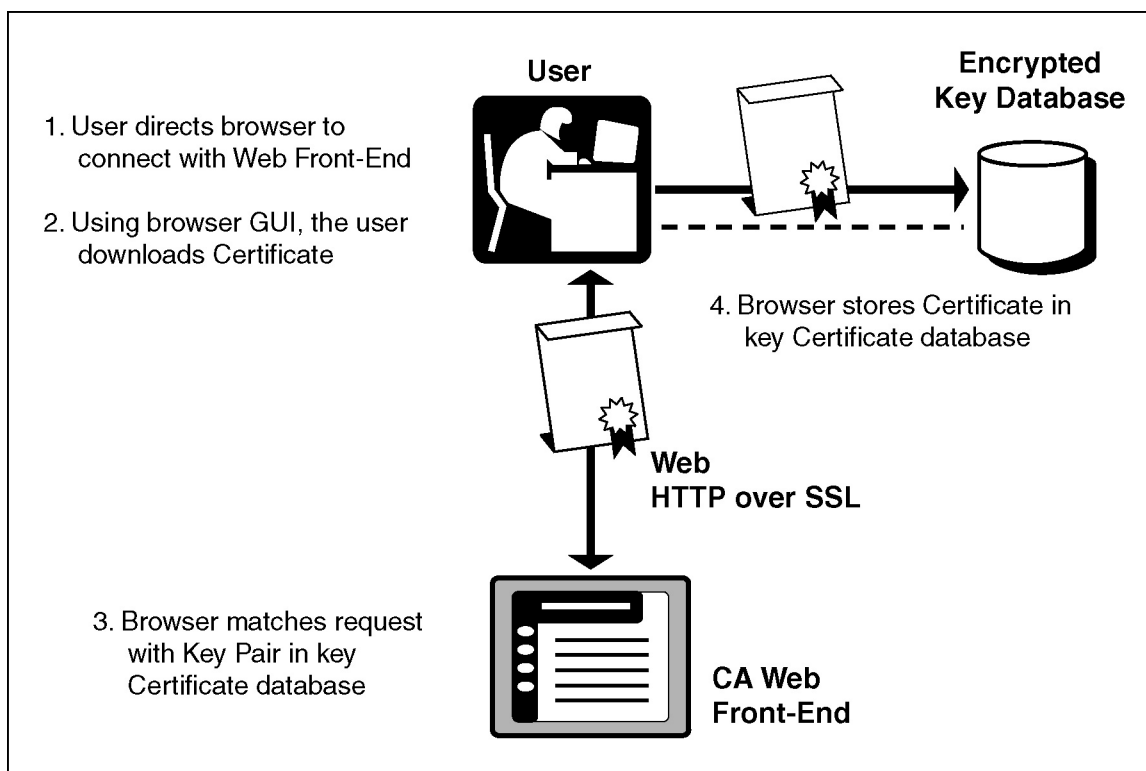 User
Encrypted
Key Database
1. User directs browser to
connect with Web Front-End
2. Using browser GUI, the user
downloads Certificate
4. Browser stores Certificate in
key Certificate database
Web
HTTP over SSL
3. Browser matches request
with Key Pair in key
Certificate database
CA Web
Front-End